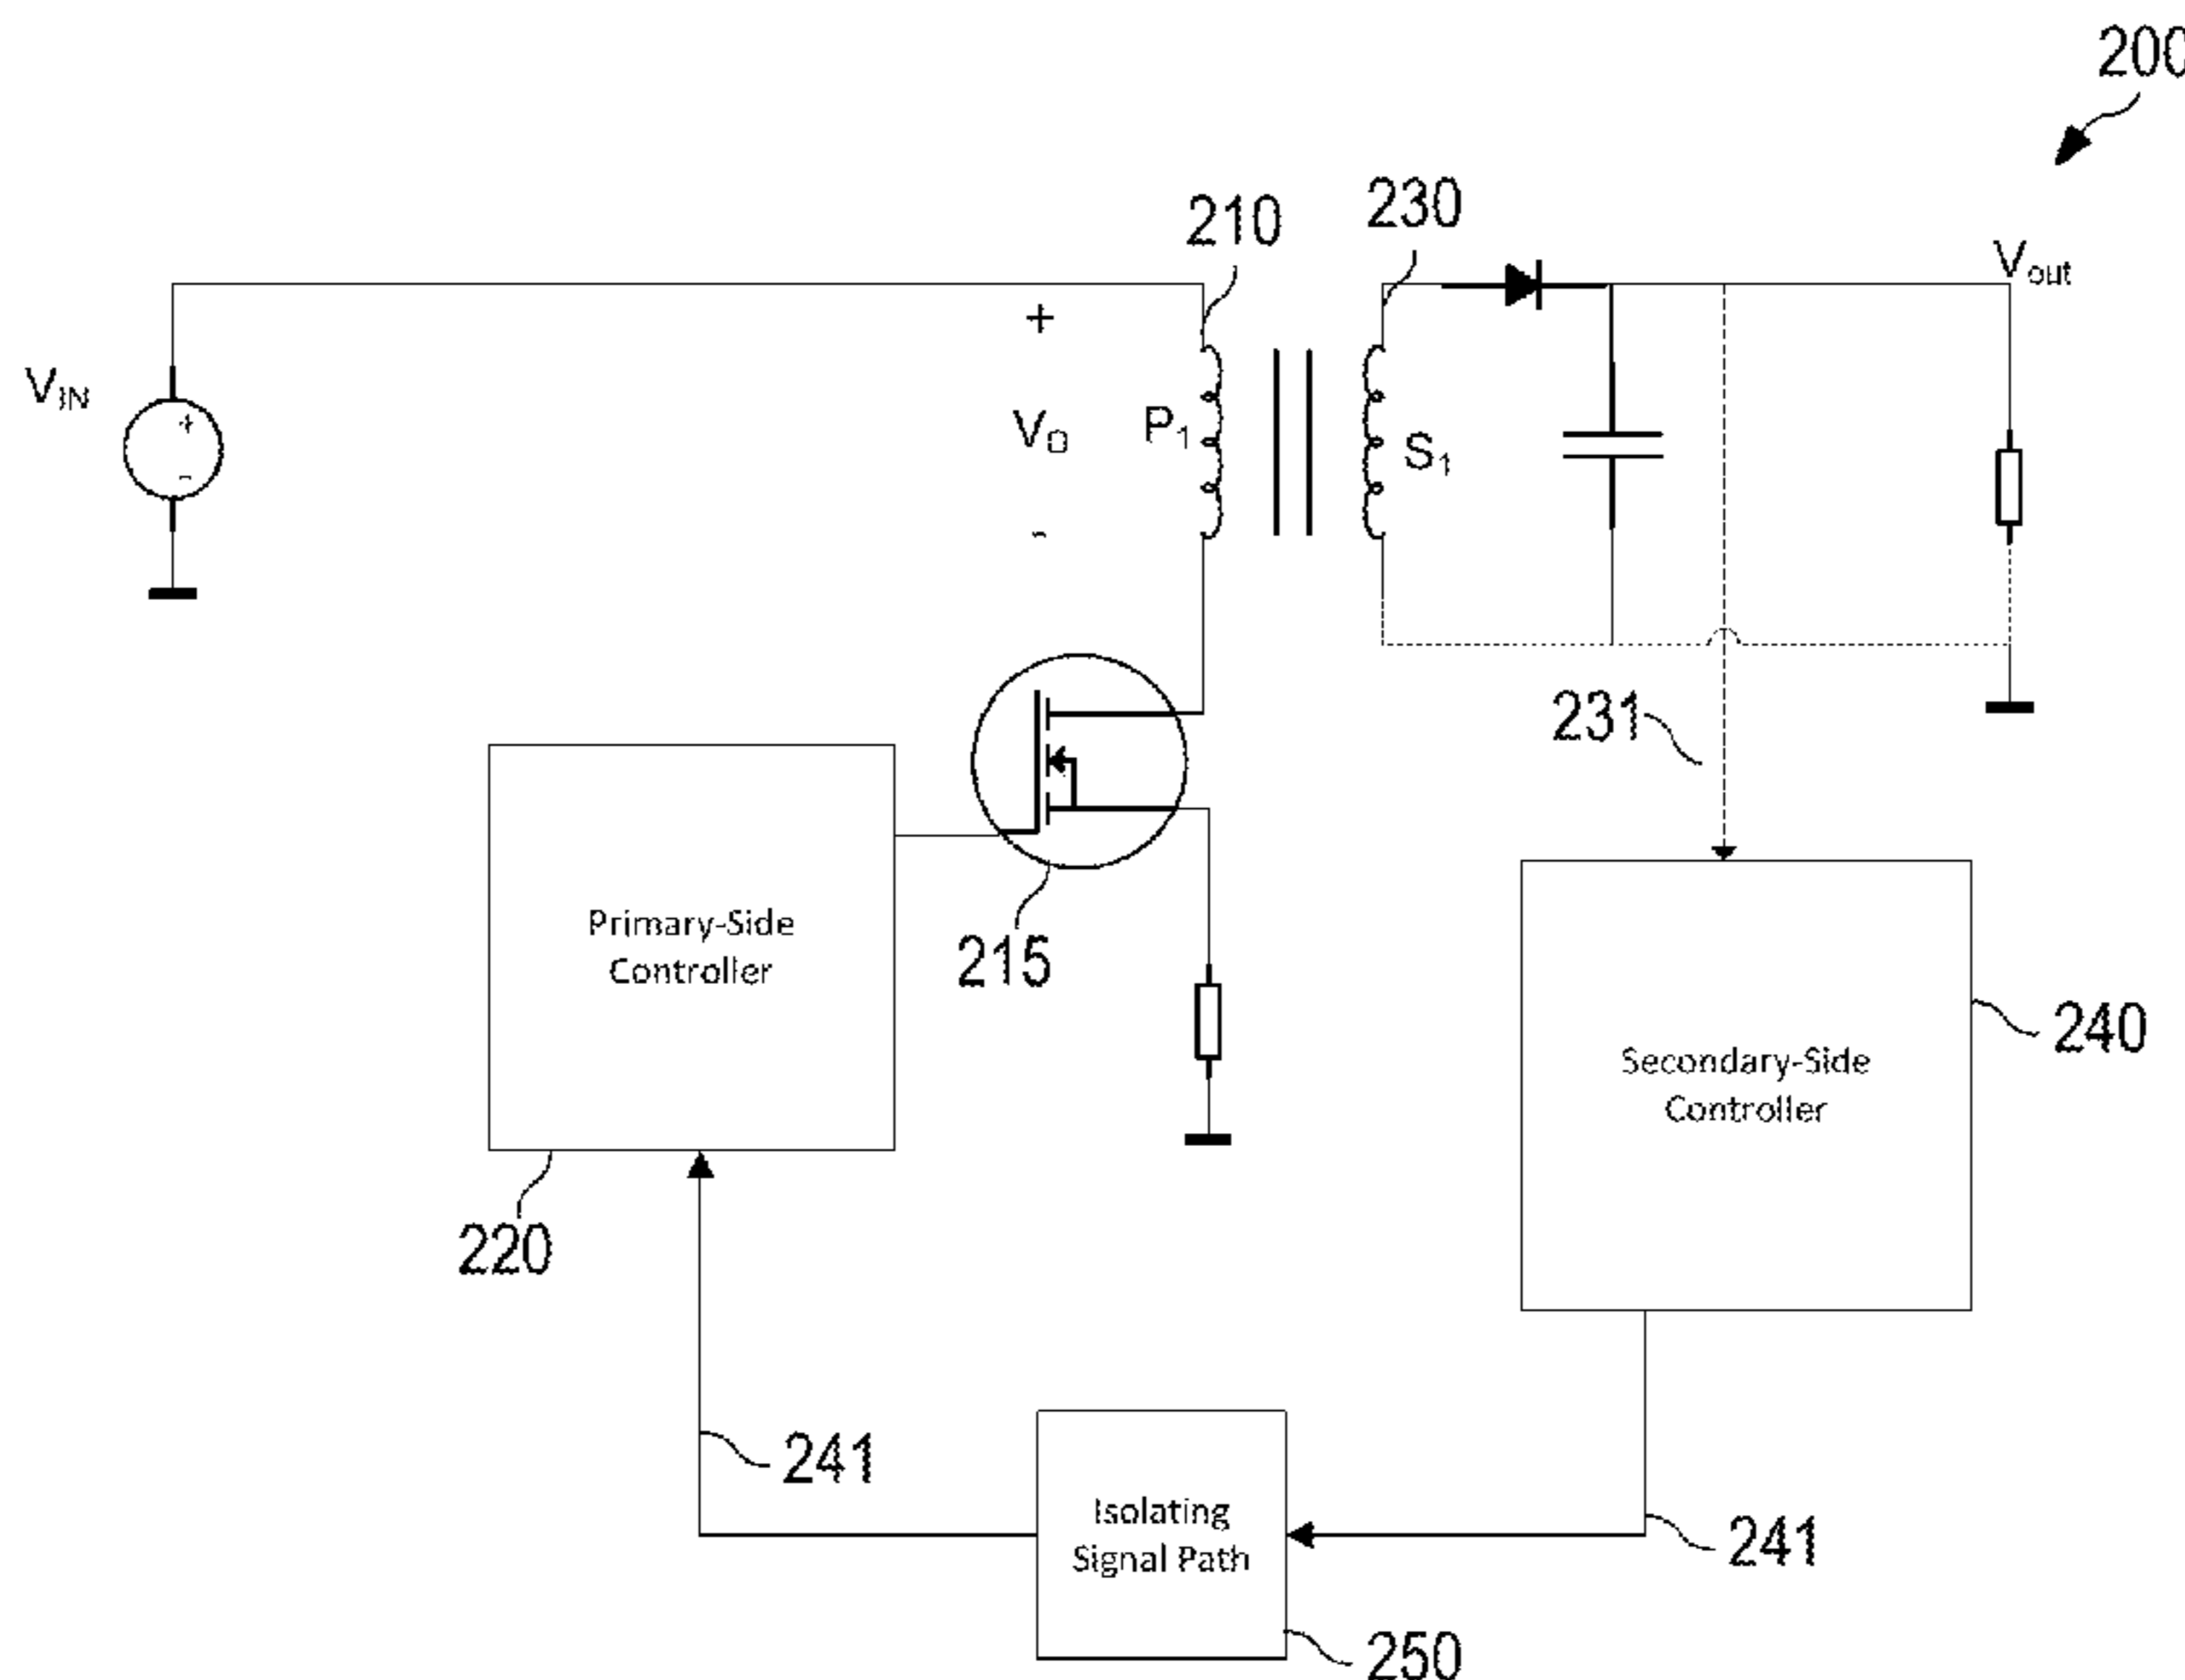 200
210
230
Vout
+
VIN
+
-
VO
P1
S1
-
231
215
Primary-Side
Controller
Secondary-Side
Controller
240
220
241
Isolating
Signal Path
241
250